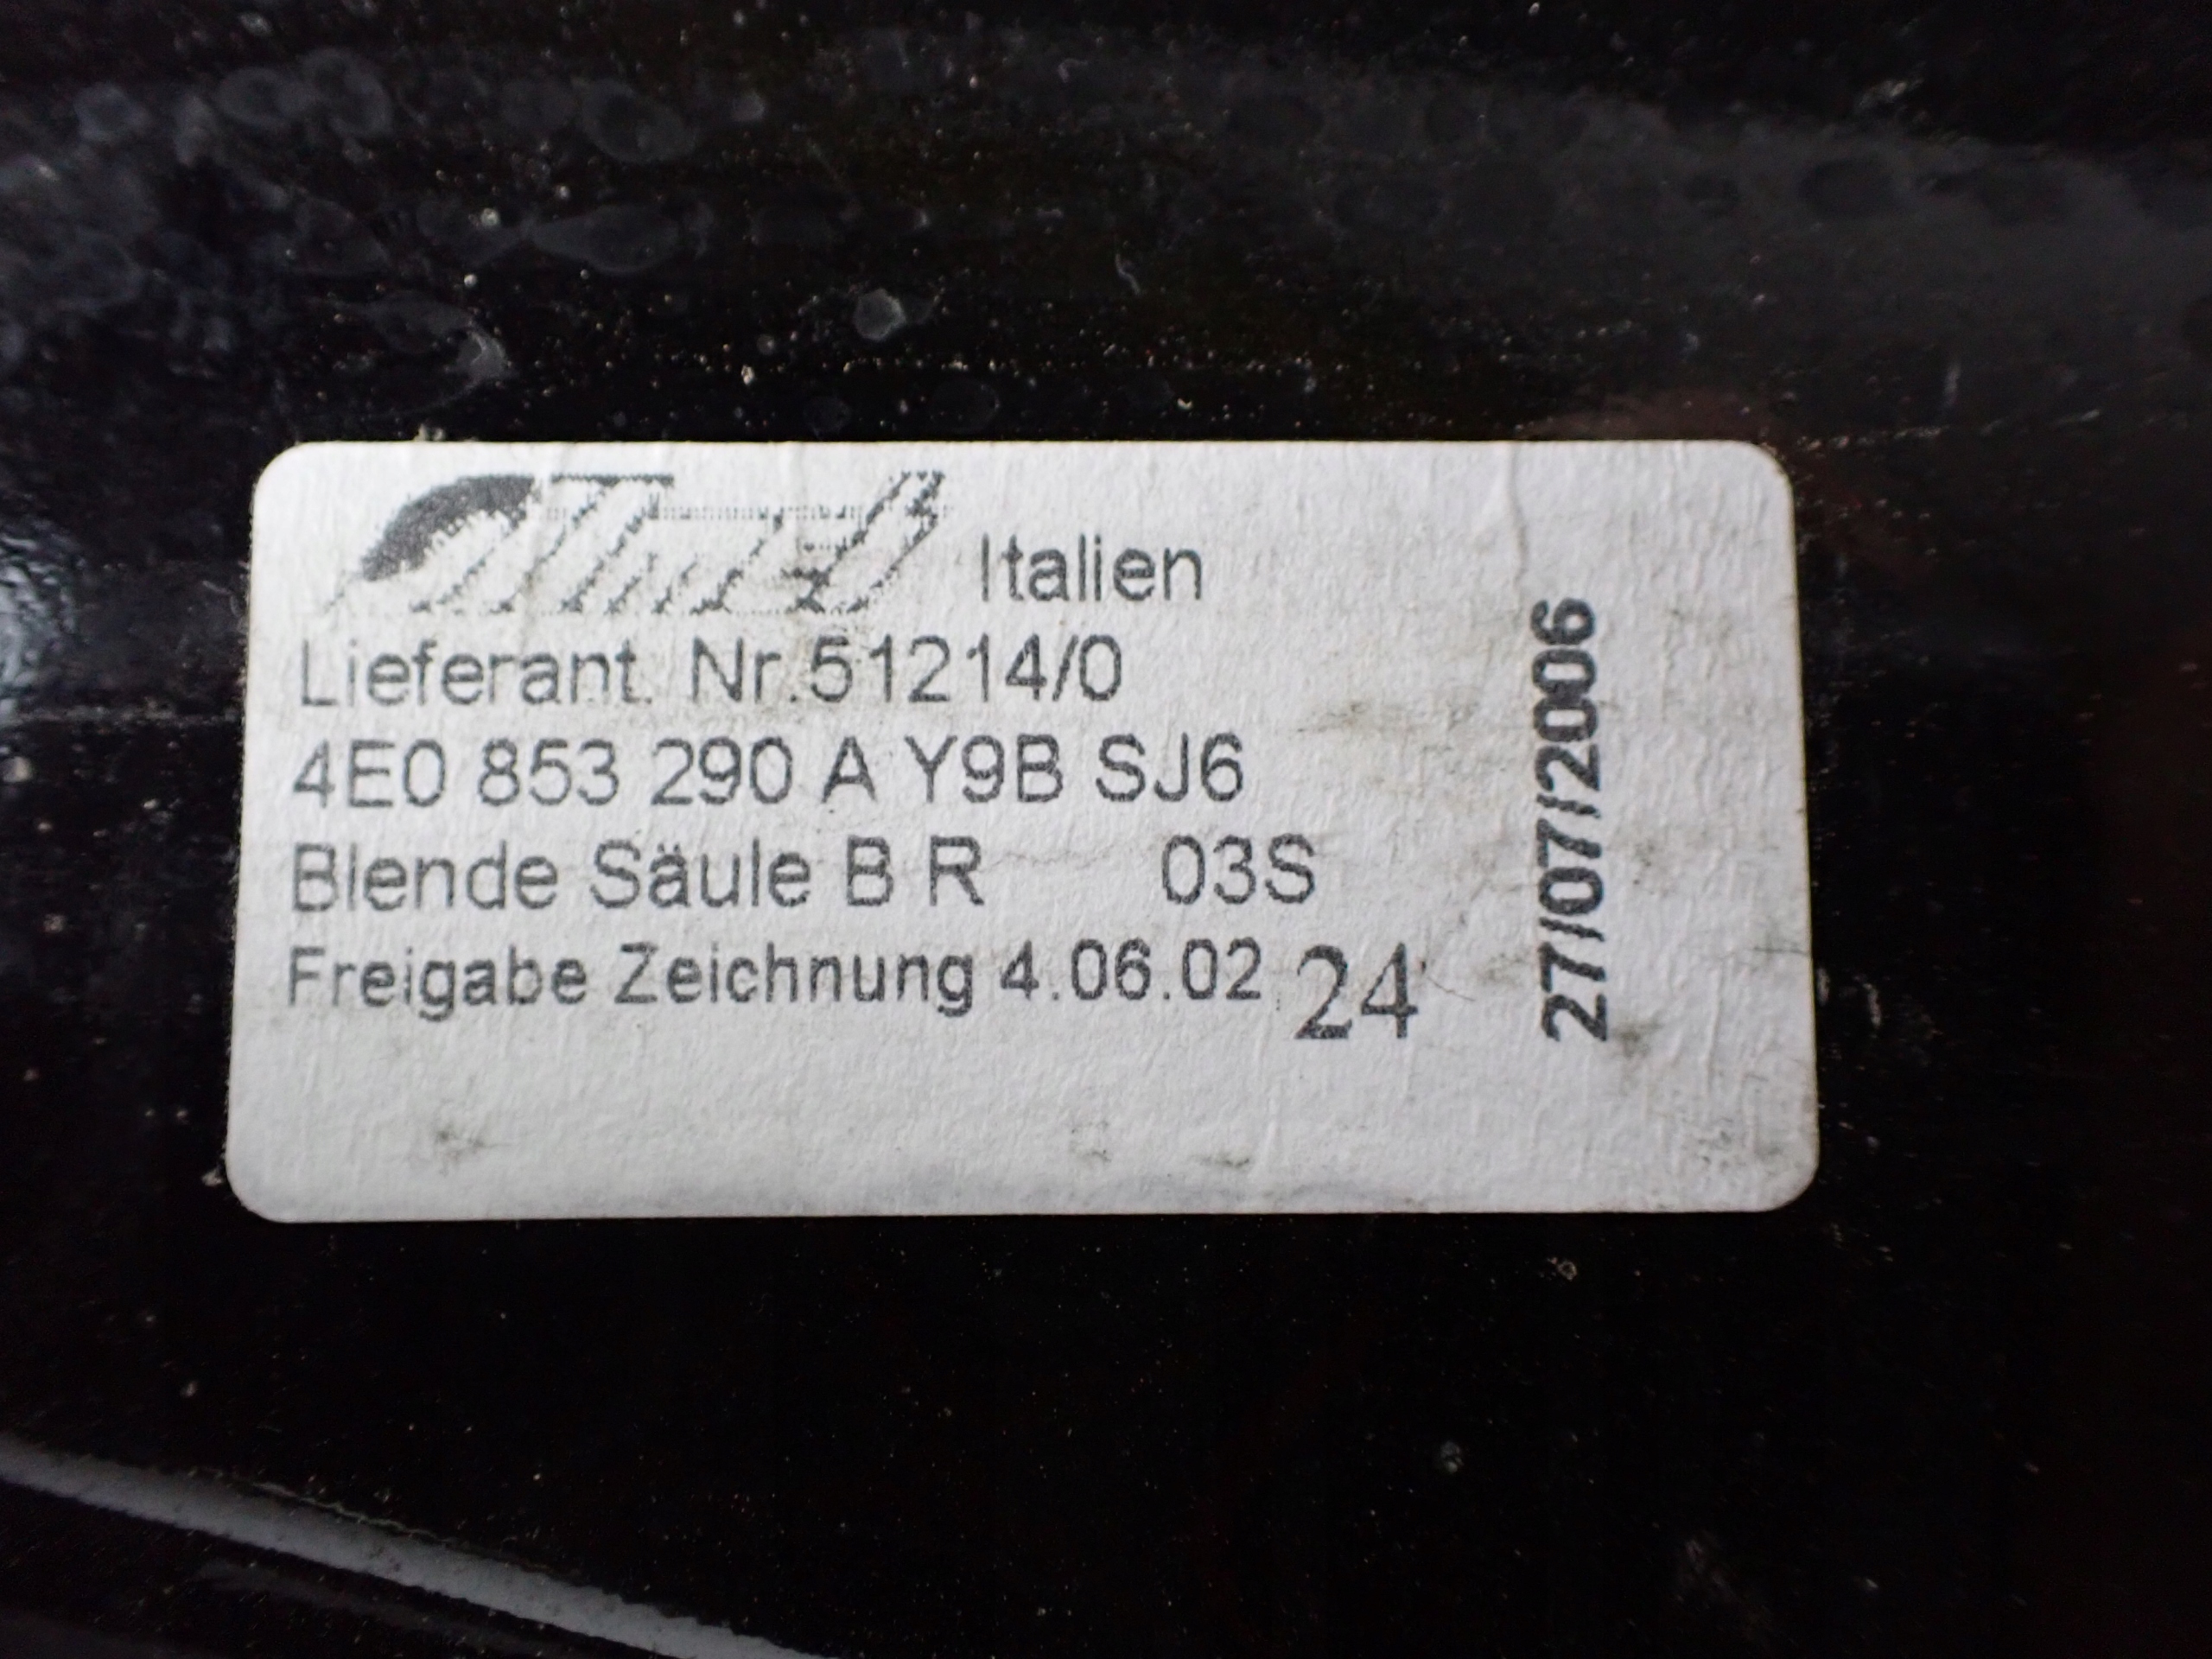 Italien
Lieferant. Nr.51214/0
4E0 853 290 A Y9B SJ6
Blende Säule B R 03S
Freigabe Zeichnung 4.06.02 24
27/07/2006